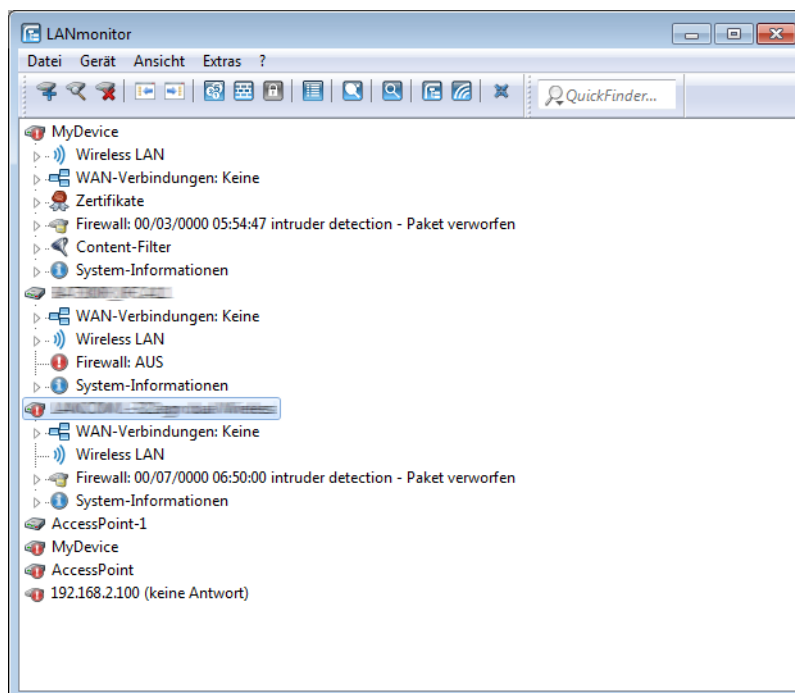 LANmonitor
Datei Gerät Ansicht Extras ?
QuickFinder...
MyDevice
Wireless LAN
WAN-Verbindungen: Keine
Zertifikate
Firewall: 00/03/0000 05:54:47 intruder detection - Paket verworfen
Content-Filter
System-Informationen
WAN-Verbindungen: Keine
Wireless LAN
Firewall: AUS
System-Informationen
WAN-Verbindungen: Keine
Wireless LAN
Firewall: 00/07/0000 06:50:00 intruder detection - Paket verworfen
System-Informationen
AccessPoint-1
MyDevice
AccessPoint
192.168.2.100 (keine Antwort)